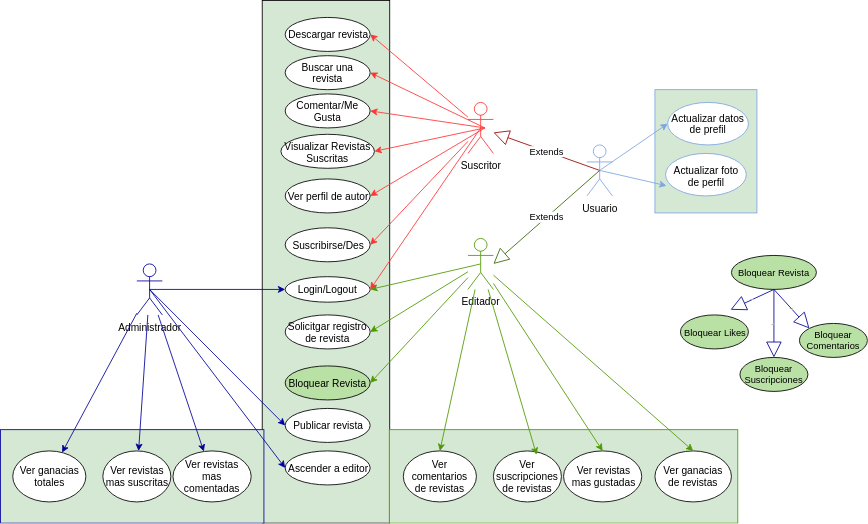 Descargar revista
Buscar una
revista
Comentar/Me
Gusta
Visualizar Revistas
Suscritas
Ver perfil de autor
Suscribirse/Des
Login/Logout
Solicitgar registro
de revista
Bloquear Revista
Publicar revista
Ascender a editor
Suscritor
Extends
Usuario
Extends
Actualizar datos
de prefil
Actualizar foto
de perfil
Editador
Administrador
Bloquear Revista
Bloquear Likes
Bloquear
Comentarios
Bloquear
Suscripciones
Ver ganacias
totales
Ver revistas
mas suscritas
Ver revistas
mas
comentadas
Ver
comentarios
de revistas
Ver
suscripciones
de revistas
Ver revistas
mas gustadas
Ver ganacias
de revistas